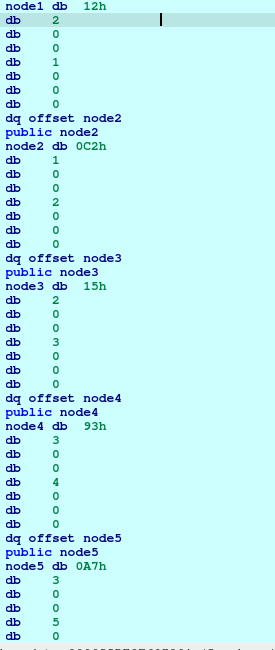 node1 db  12h
db    2
db    0
db    0
db    1
db    0
db    0
db    0
dq offset node2
public node2
node2 db 0C2h
db    1
db    0
db    0
db    2
db    0
db    0
db    0
dq offset node3
public node3
node3 db  15h
db    2
db    0
db    0
db    3
db    0
db    0
db    0
dq offset node4
public node4
node4 db  93h
db    3
db    0
db    0
db    4
db    0
db    0
db    0
dq offset node5
public node5
node5 db 0A7h
db    3
db    0
db    0
db    5
db    0